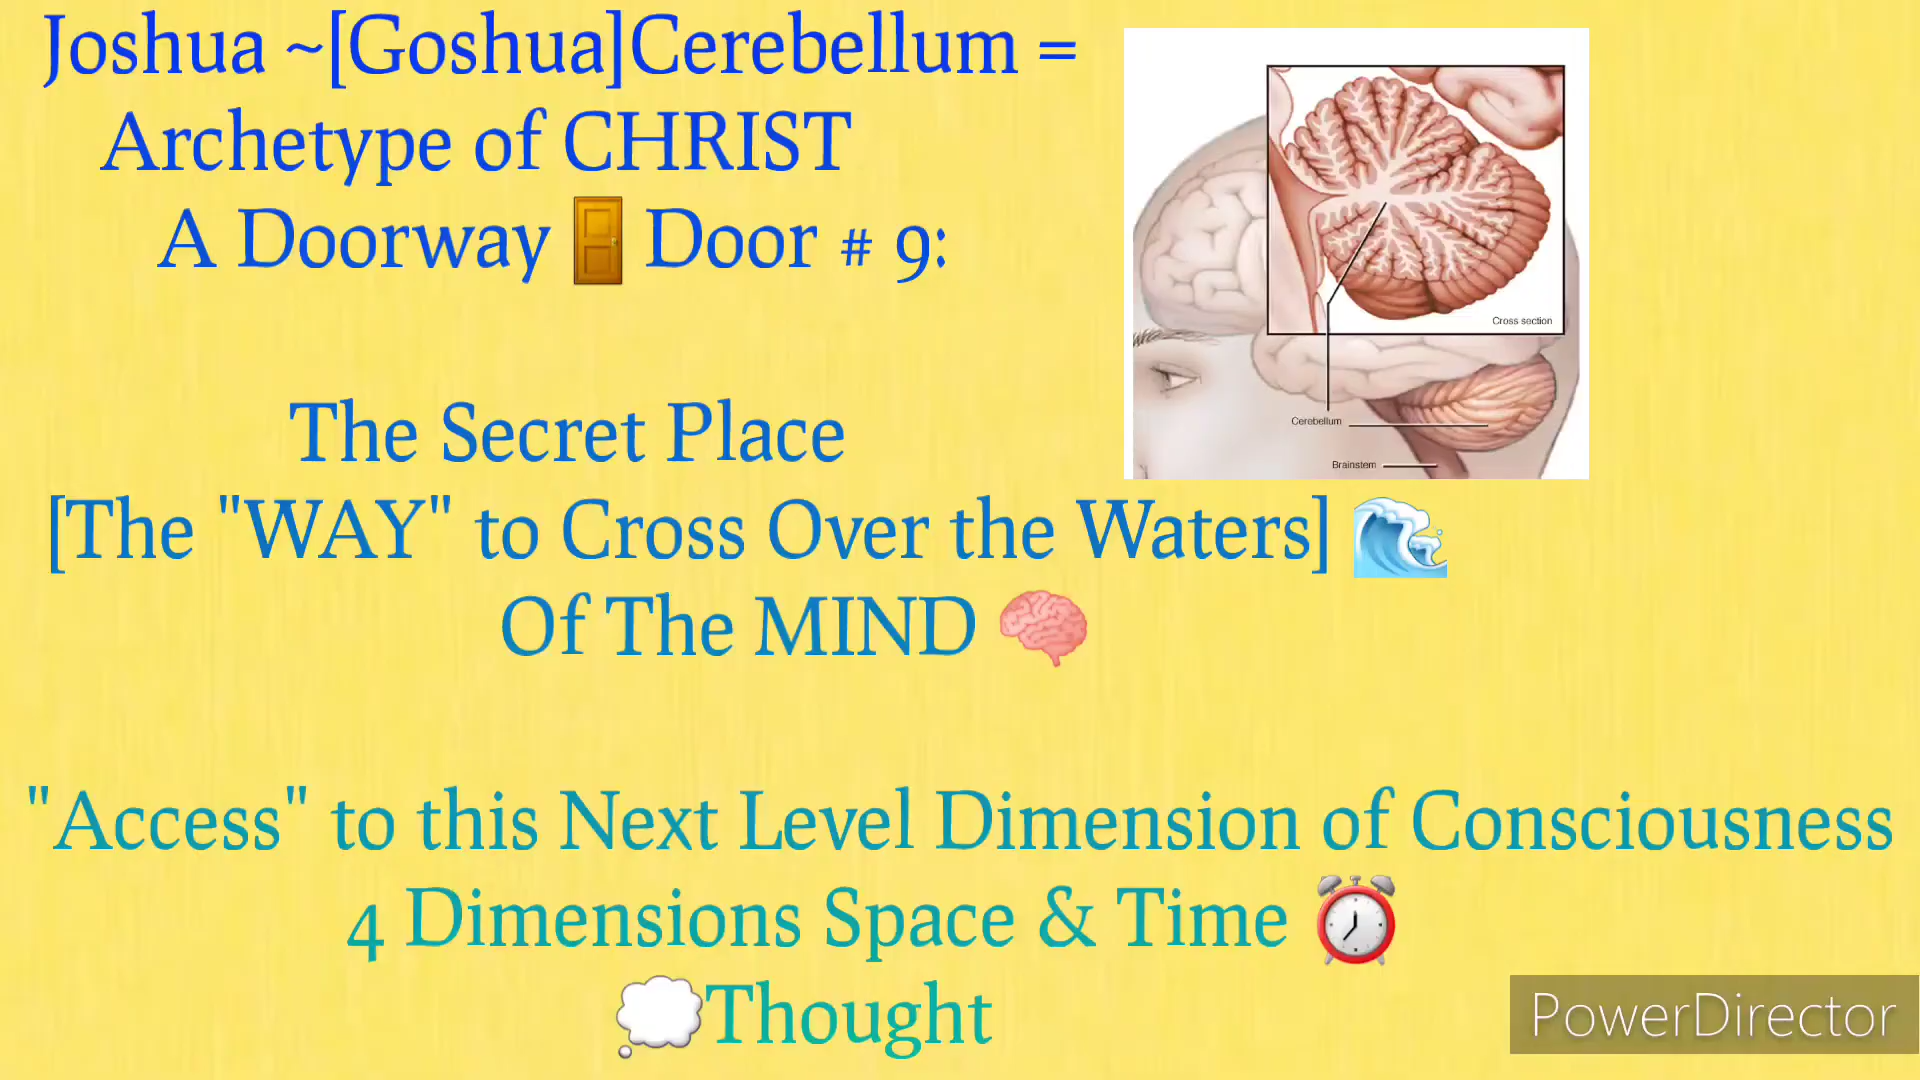 Joshua ~[Goshua]Cerebellum =
Archetype of CHRIST
A Doorway 🚪 Door # 9:
Cross section
The Secret Place
Cerebellum
Brainstem
[The "WAY" to Cross Over the Waters] 🌊
Of The MIND 🧠
"Access" to this Next Level Dimension of Consciousness
4 Dimensions Space & Time ⏰
💭Thought
PowerDirector